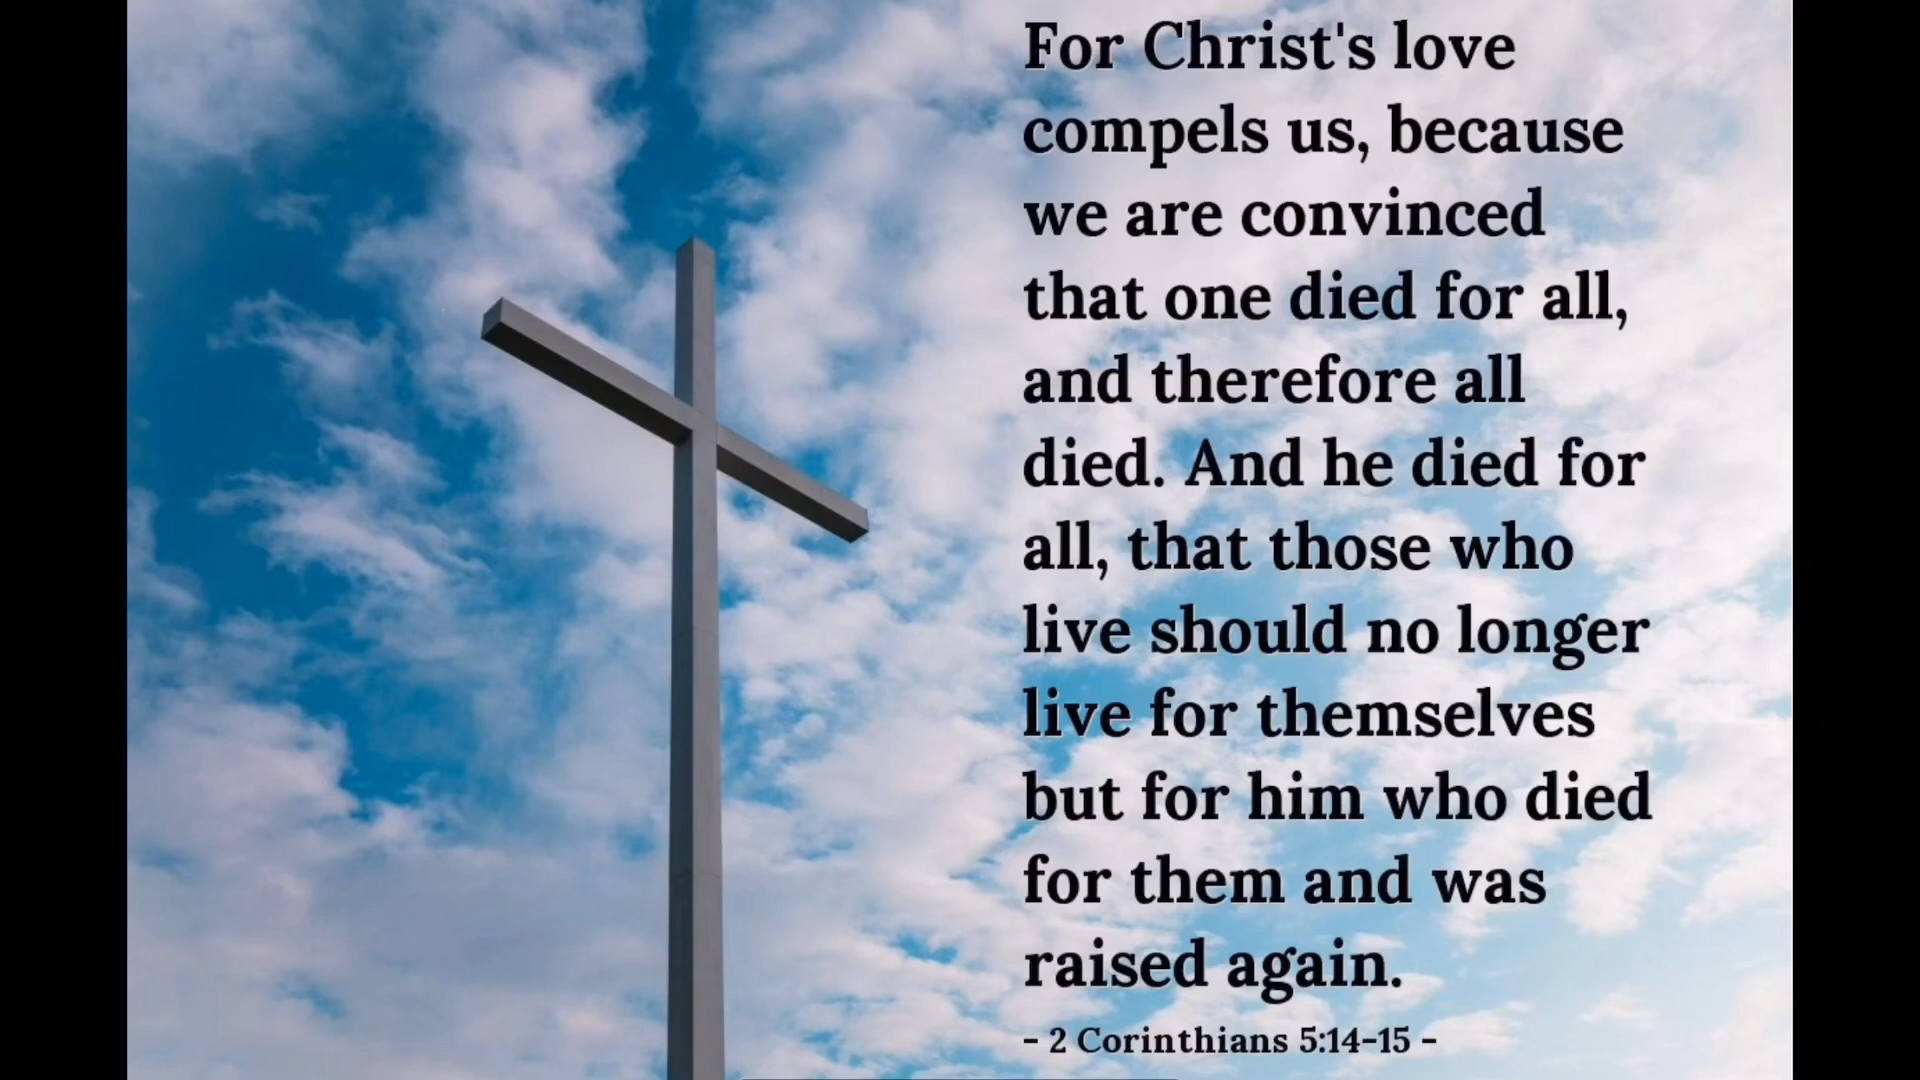 For Christ's love
compels us, because
we are convinced
that one died for all,
and therefore all
died. And he died for
all, that those who
live should no longer
live for themselves
but for him who died
for them and was
raised again.
- 2 Corinthians 5:14-15 -